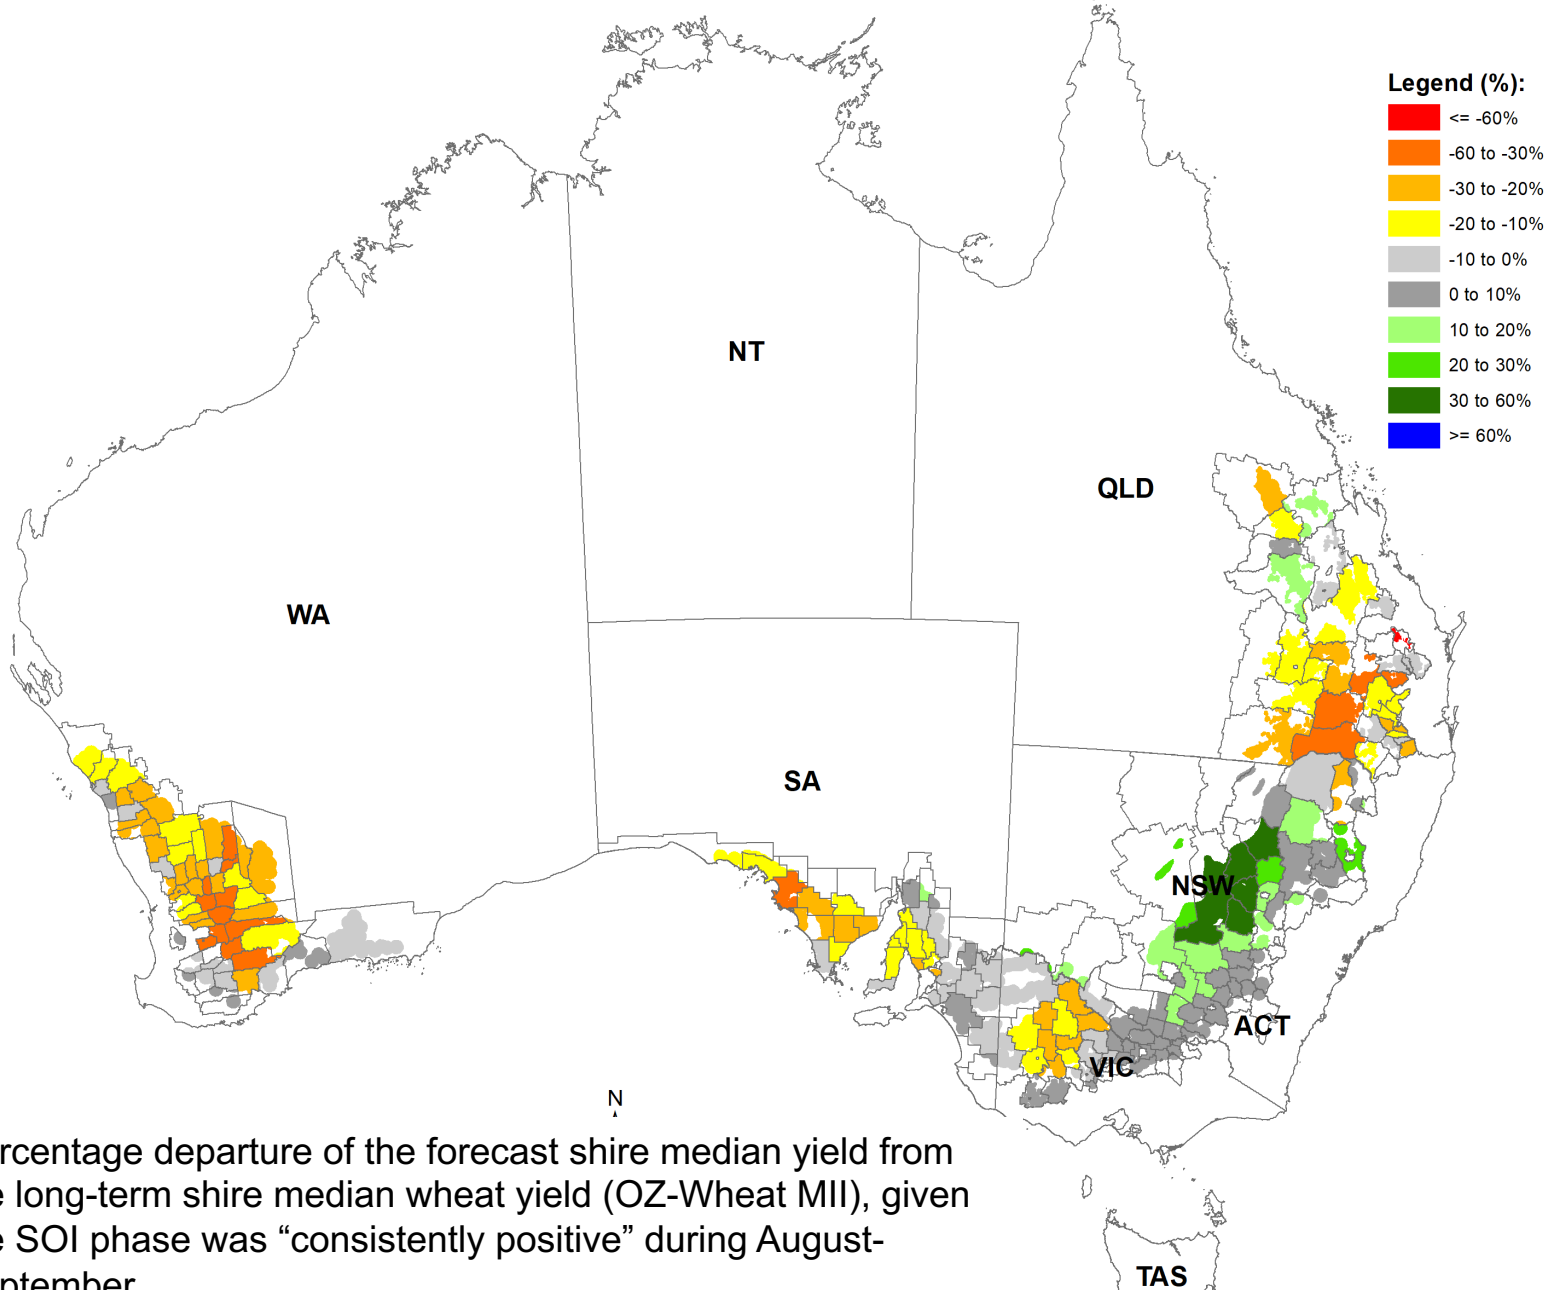 Legend (%):
<= -60%
-60 to -30%
-30 to -20%
-20 to -10%
-10 to 0%
0 to 10%
10 to 20%
20 to 30%
30 to 60%
>= 60%
NT
QLD
WA
SA
NSW
ACT
VIC
N
rcentage departure of the forecast shire median yield from
e long-term shire median wheat yield (OZ-Wheat MII), given
e SOI phase was “consistently positive” during August-
ptember
TAS